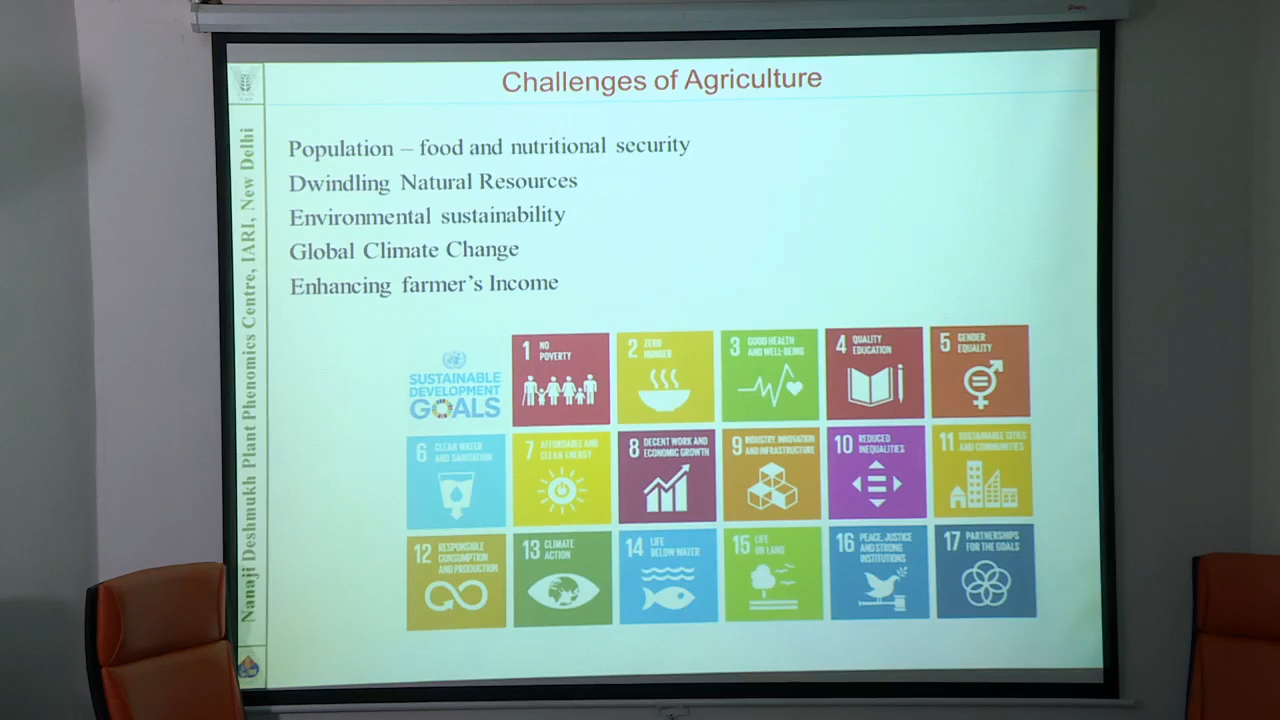 Challenges of Agriculture
Nanaji Deshmukh Plant Phenomics Centre, IARI, New Delhi
Population – food and nutritional security
Dwindling Natural Resources
Environmental sustainability
Global Climate Change
Enhancing farmer's Income
SUSTAINABLE
DEVELOPMENT
GOALS
1 NO
POVERTY
2 ZERO
HUNGER
3 GOOD HEALTH
AND WELL-BEING
4 QUALITY
EDUCATION
5 GENDER
EQUALITY
6 CLEAN WATER
AND SANITATION
7 AFFORDABLE AND
CLEAN ENERGY
8 DECENT WORK AND
ECONOMIC GROWTH
9 INDUSTRY, INNOVATION
AND INFRASTRUCTURE
10 REDUCED
INEQUALITIES
11 SUSTAINABLE CITIES
AND COMMUNITIES
12 RESPONSIBLE
CONSUMPTION
AND PRODUCTION
13 CLIMATE
ACTION
14 LIFE
BELOW WATER
15 LIFE
ON LAND
16 PEACE, JUSTICE
AND STRONG
INSTITUTIONS
17 PARTNERSHIPS
FOR THE GOALS